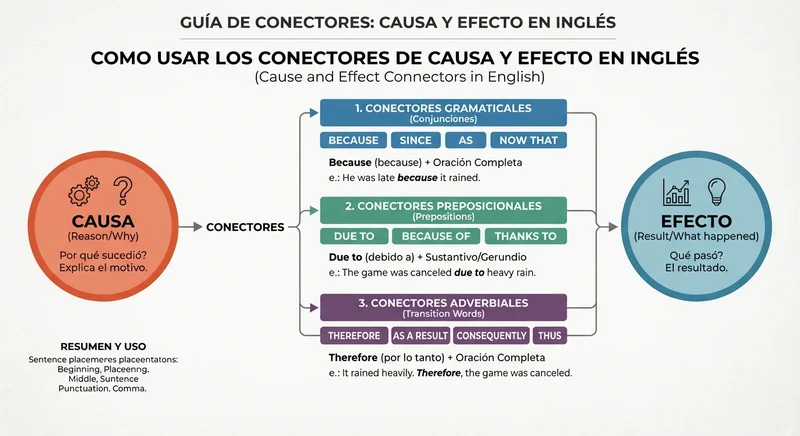 GUÍA DE CONECTORES: CAUSA Y EFECTO EN INGLÉS
COMO USAR LOS CONECTORES DE CAUSA Y EFECTO EN INGLÉS
(Cause and Effect Connectors in English)
CAUSA
(Reason/Why)
Por qué sucedió?
Explica el motivo.
CONECTORES
1. CONECTORES GRAMATICALES
(Conjunciones)
BECAUSE SINCE AS NOW THAT
Because (because) + Oración Completa
e.: He was late because it rained.
2. CONECTORES PREPOSICIONALES
(Prepositions)
DUE TO BECAUSE OF THANKS TO
Due to (debido a) + Sustantivo/Gerundio
e.: The game was canceled due to heavy rain.
3. CONECTORES ADVERBIALES
(Transition Words)
THEREFORE AS A RESULT CONSEQUENTLY THUS
Therefore (por lo tanto) + Oración Completa
e.: It rained heavily. Therefore, the game was canceled.
EFECTO
(Result/What happened)
Qué pasó?
El resultado.
RESUMEN Y USO
Sentence placemeres placeentatons:
Beginning, Placeenng,
Middle, Suntence
Punctuation, Comma.